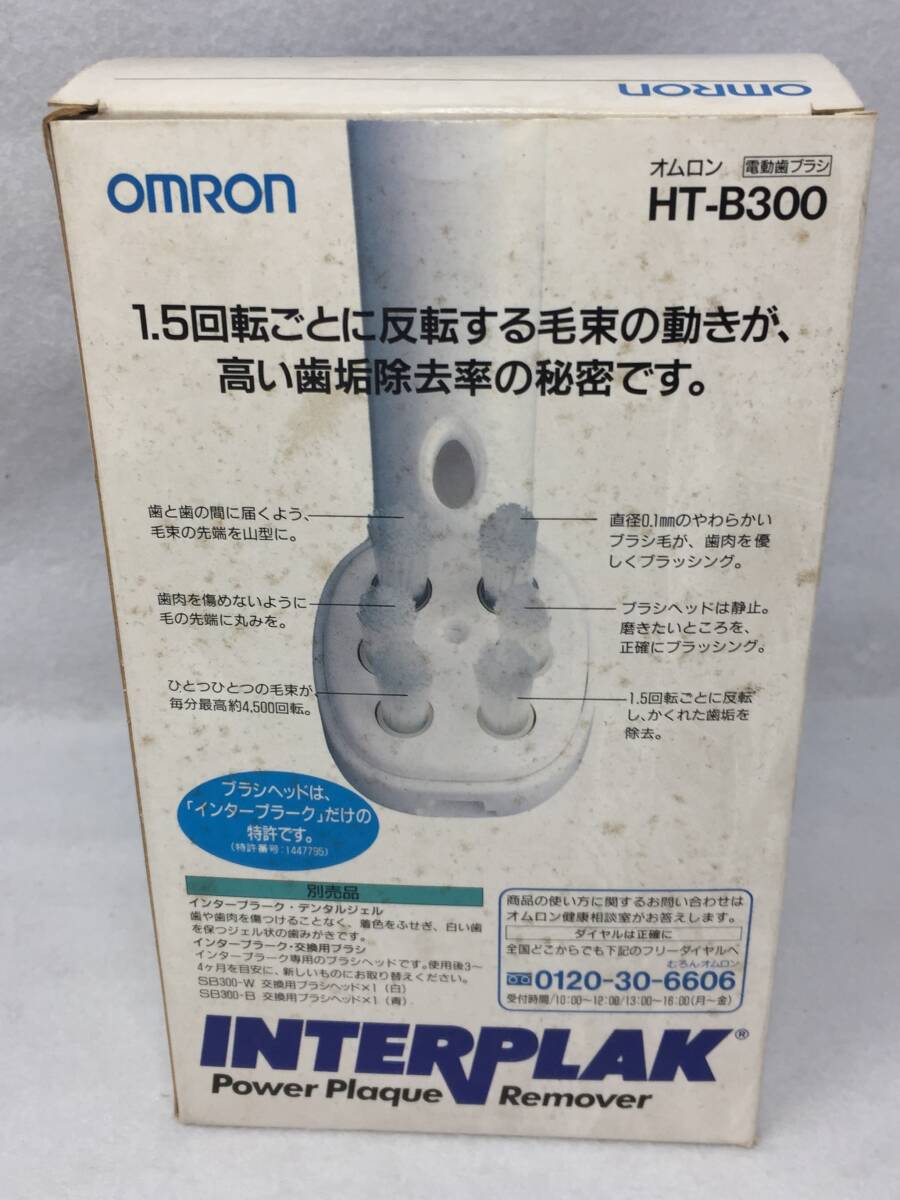 OMRON
OMRON
オムロン 電動歯ブラシ
HT-B300
1.5回転ごとに反転する毛束の動きが、
高い歯垢除去率の秘密です。
歯と歯の間に届くよう、
毛束の先端を山型に。
歯肉を傷めないように
毛の先端に丸みを。
ひとつひとつの毛束が、
毎分最高約4,500回転。
直径0.1mmのやわらかい
ブラシ毛が、歯肉を優
しくブラッシング。
ブラシヘッドは静止。
磨きたいところを、
正確にブラッシング。
1.5回転ごとに反転
し、かくれた歯垢を
除去。
ブラシヘッドは、
「インタープラーク」だけの
特許です。
(特許番号:1447795)
別売品
インタープラーク・デンタルジェル
歯や歯肉を傷つけることなく、着色をふせぎ、白い歯
を保つジェル状の歯みがきです。
インタープラーク・交換用ブラシ
インタープラーク専用のブラシヘッドです。使用後3〜
4ヶ月を目安に、新しいものにお取り替えください。
SB300-W 交換用ブラシヘッド×1（白）
SB300-B 交換用ブラシヘッド×1（青）
商品の使い方に関するお問い合わせは
オムロン健康相談室がお答えします。
ダイヤルは正確に
全国どこからでも下記のフリーダイヤルへ
むろん・オムロン
0120-30-6606
受付時間/10:00〜12:00/13:00〜16:00(月〜金)
INTERPLAK®
Power Plaque Remover